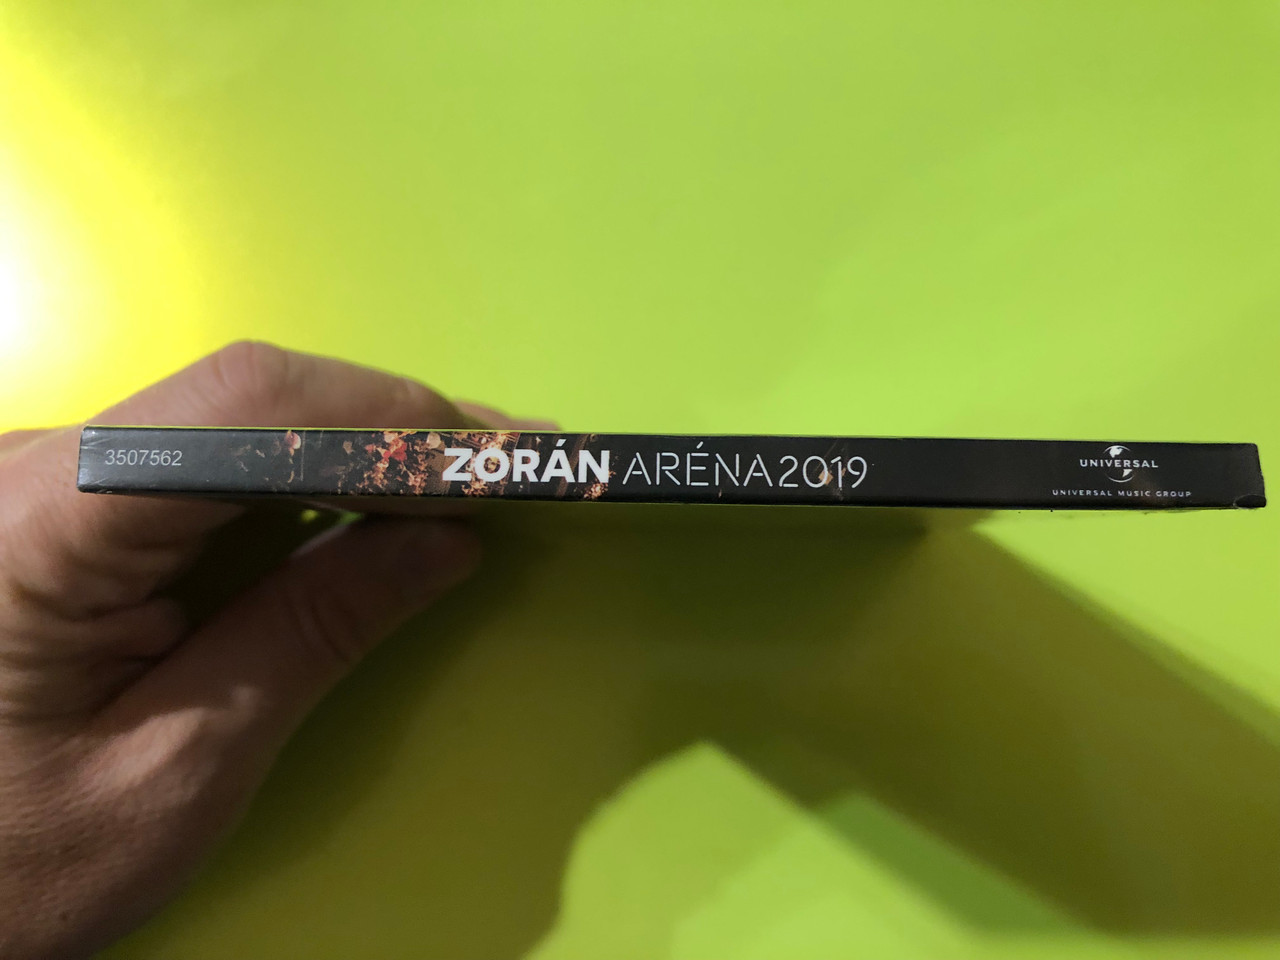 3507562
ZORÁN ARÉNA 2019
UNIVERSAL
UNIVERSAL MUSIC GROUP